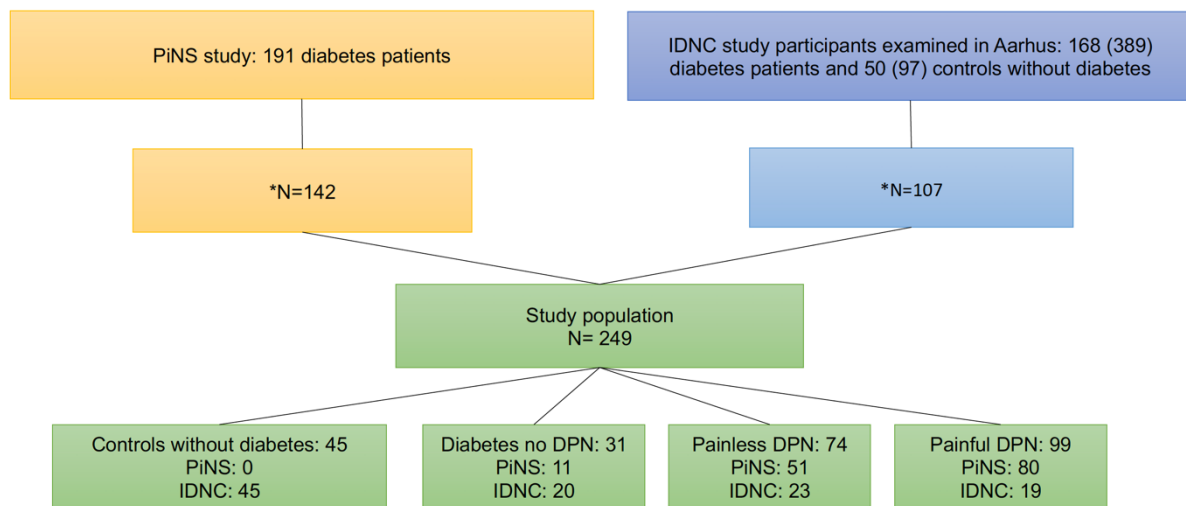 PiNS study: 191 diabetes patients
IDNC study participants examined in Aarhus: 168 (389)
diabetes patients and 50 (97) controls without diabetes
*N=142
*N=107
Study population
N= 249
Controls without diabetes: 45
PiNS: 0
IDNC: 45
Diabetes no DPN: 31
PiNS: 11
IDNC: 20
Painless DPN: 74
PiNS: 51
IDNC: 23
Painful DPN: 99
PiNS: 80
IDNC: 19